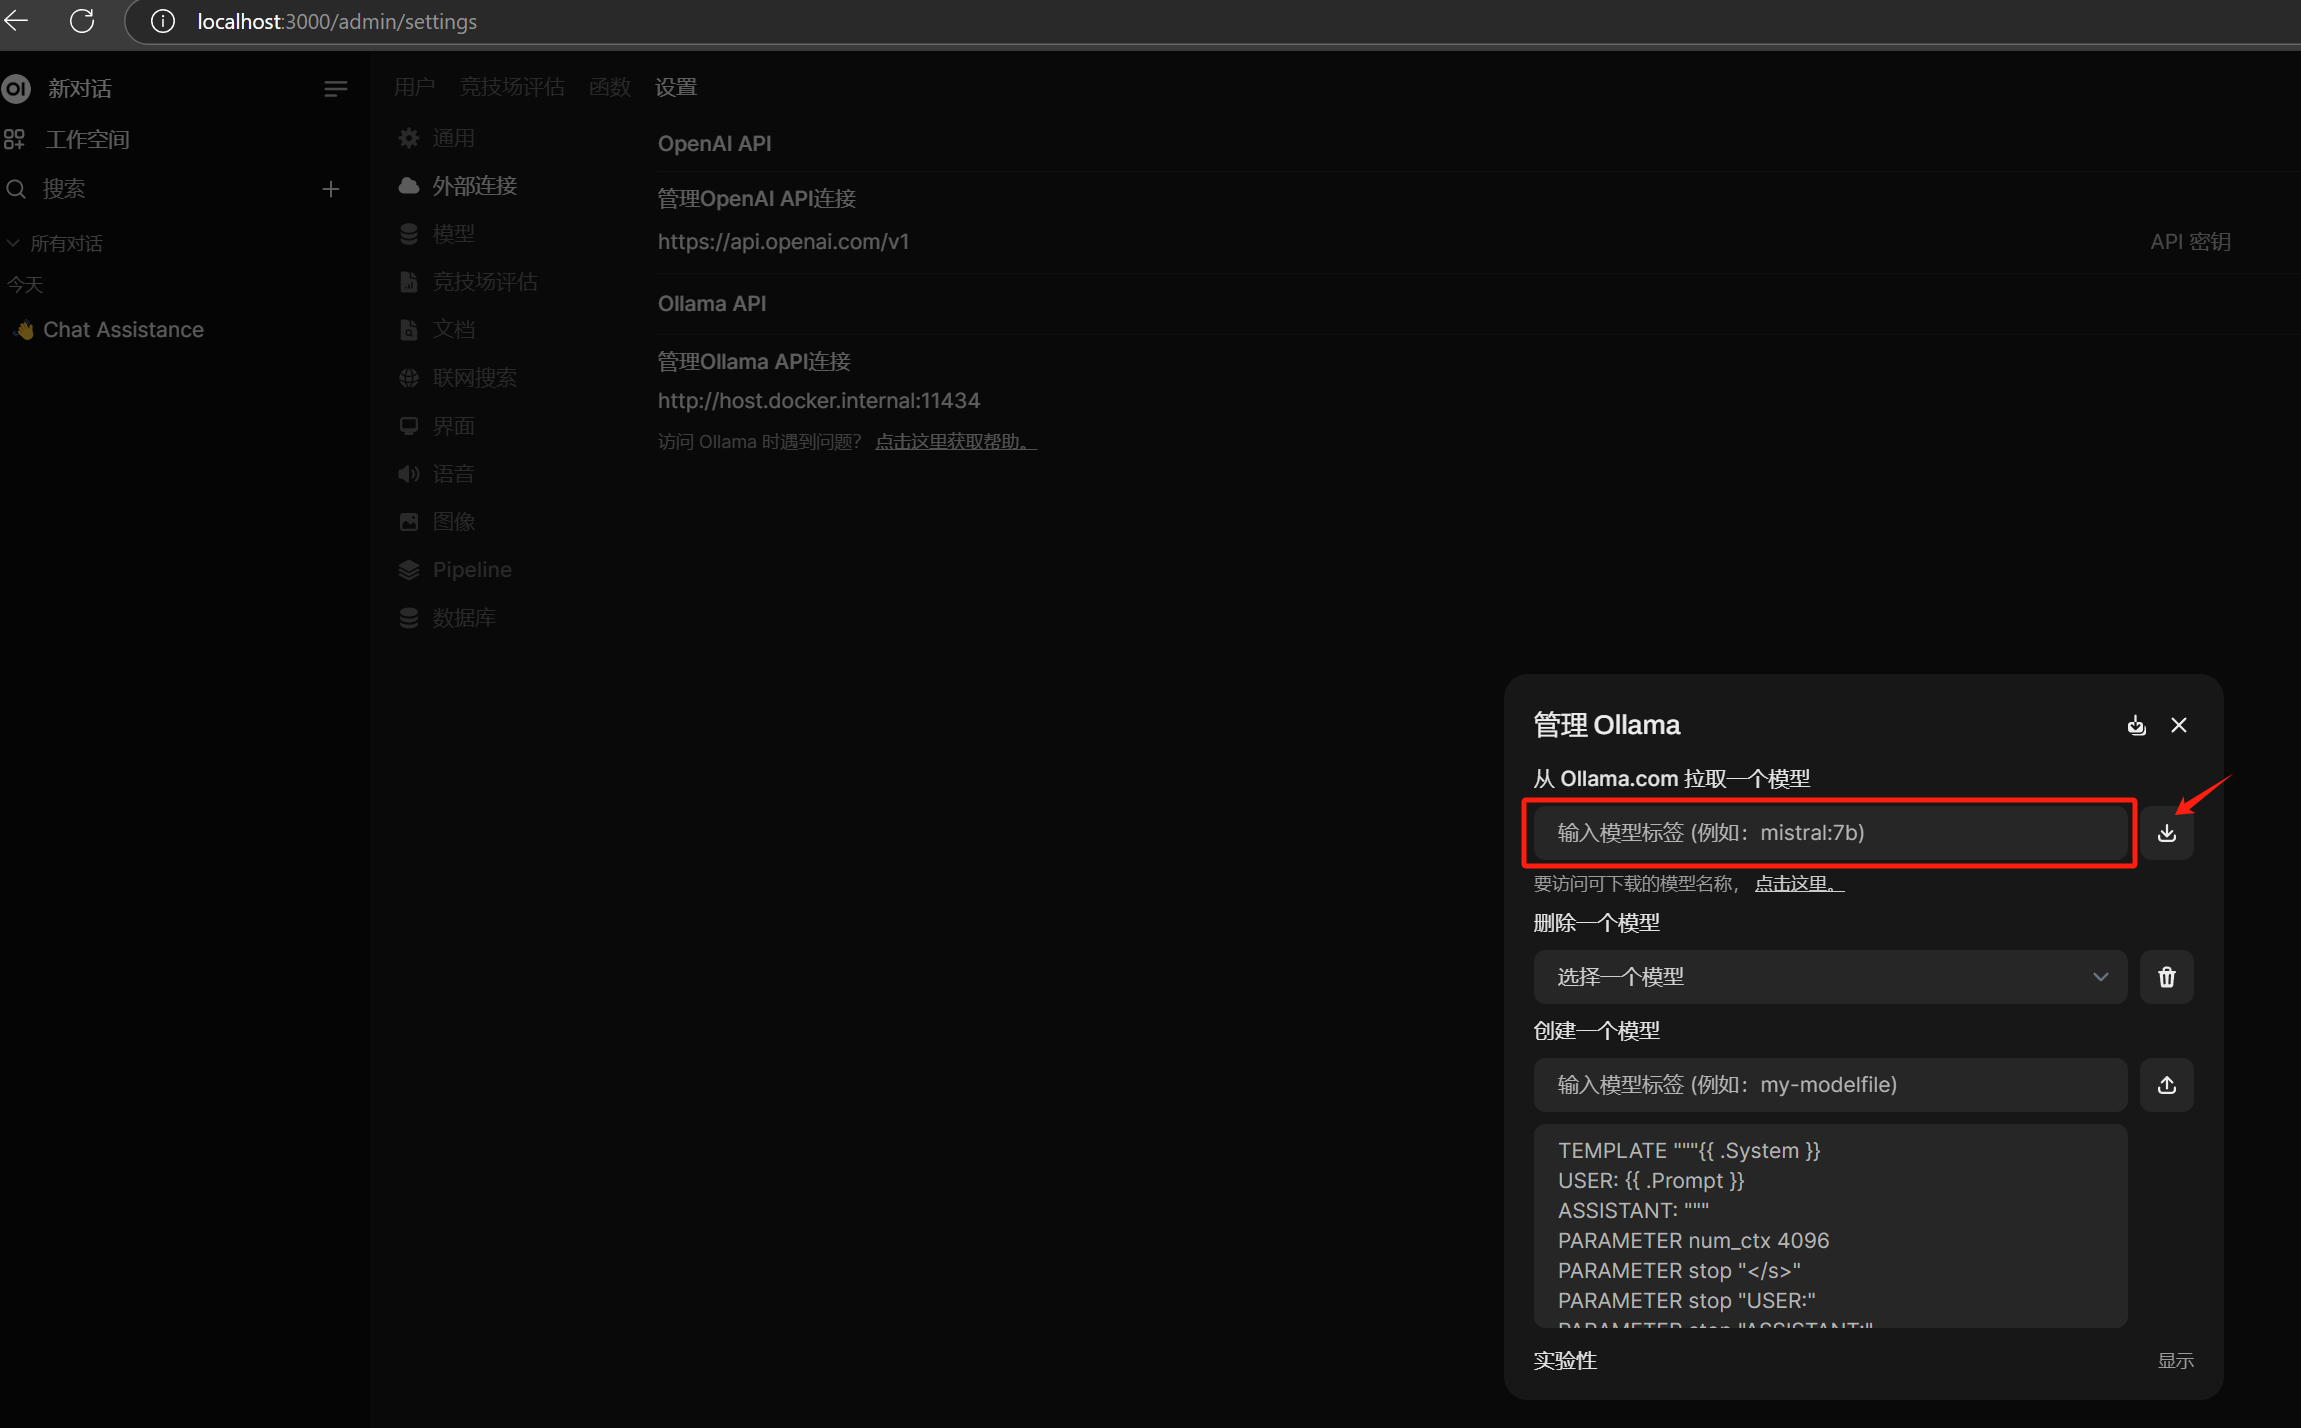 localhost:3000/admin/settings
OI 新对话
工作空间
搜索
所有对话
今天
👋 Chat Assistance
用户 竞技场评估 函数 设置
通用
外部连接
模型
竞技场评估
文档
联网搜索
界面
语音
图像
Pipeline
数据库
OpenAI API
管理OpenAI API连接
https://api.openai.com/v1 API 密钥
Ollama API
管理Ollama API连接
http://host.docker.internal:11434
访问 Ollama 时遇到问题？ 点击这里获取帮助。
管理 Ollama
从 Ollama.com 拉取一个模型
输入模型标签 (例如：mistral:7b)
要访问可下载的模型名称， 点击这里。
删除一个模型
选择一个模型
创建一个模型
输入模型标签 (例如：my-modelfile)
TEMPLATE """{{ .System }}
USER: {{ .Prompt }}
ASSISTANT: """
PARAMETER num_ctx 4096
PARAMETER stop "</s>"
PARAMETER stop "USER:"
PARAMETER stop "ASSISTANT:"
实验性 显示